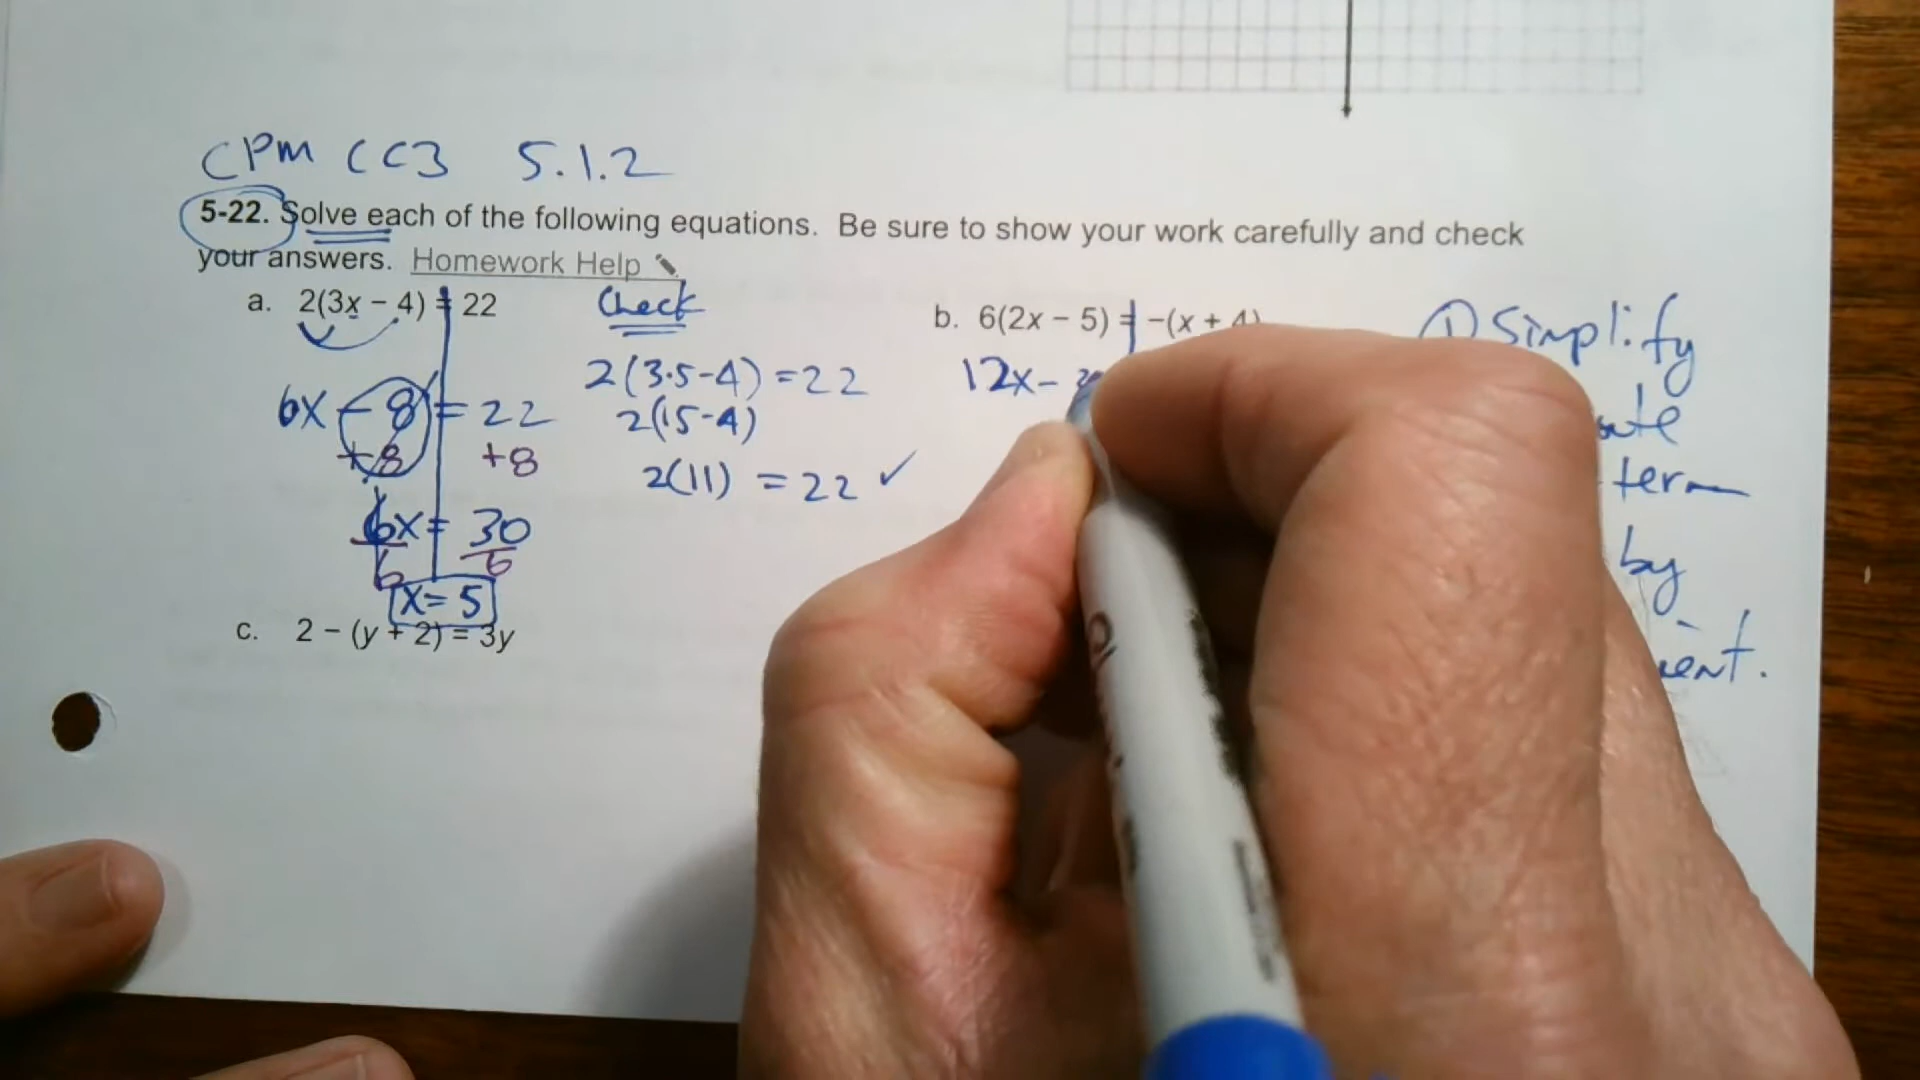 CPM CC3 5.1.2
5-22. Solve each of the following equations. Be sure to show your work carefully and check
your answers. Homework Help
a. 2(3x − 4) = 22
6x − 8 = 22
+8 +8
6x = 30
6 6
x = 5
Check
2(3·5-4) = 22
2(15-4)
2(11) = 22 ✓
b. 6(2x − 5) = −(x + 4)
12x −
① Simplify
term
by
c. 2 − (y + 2) = 3y